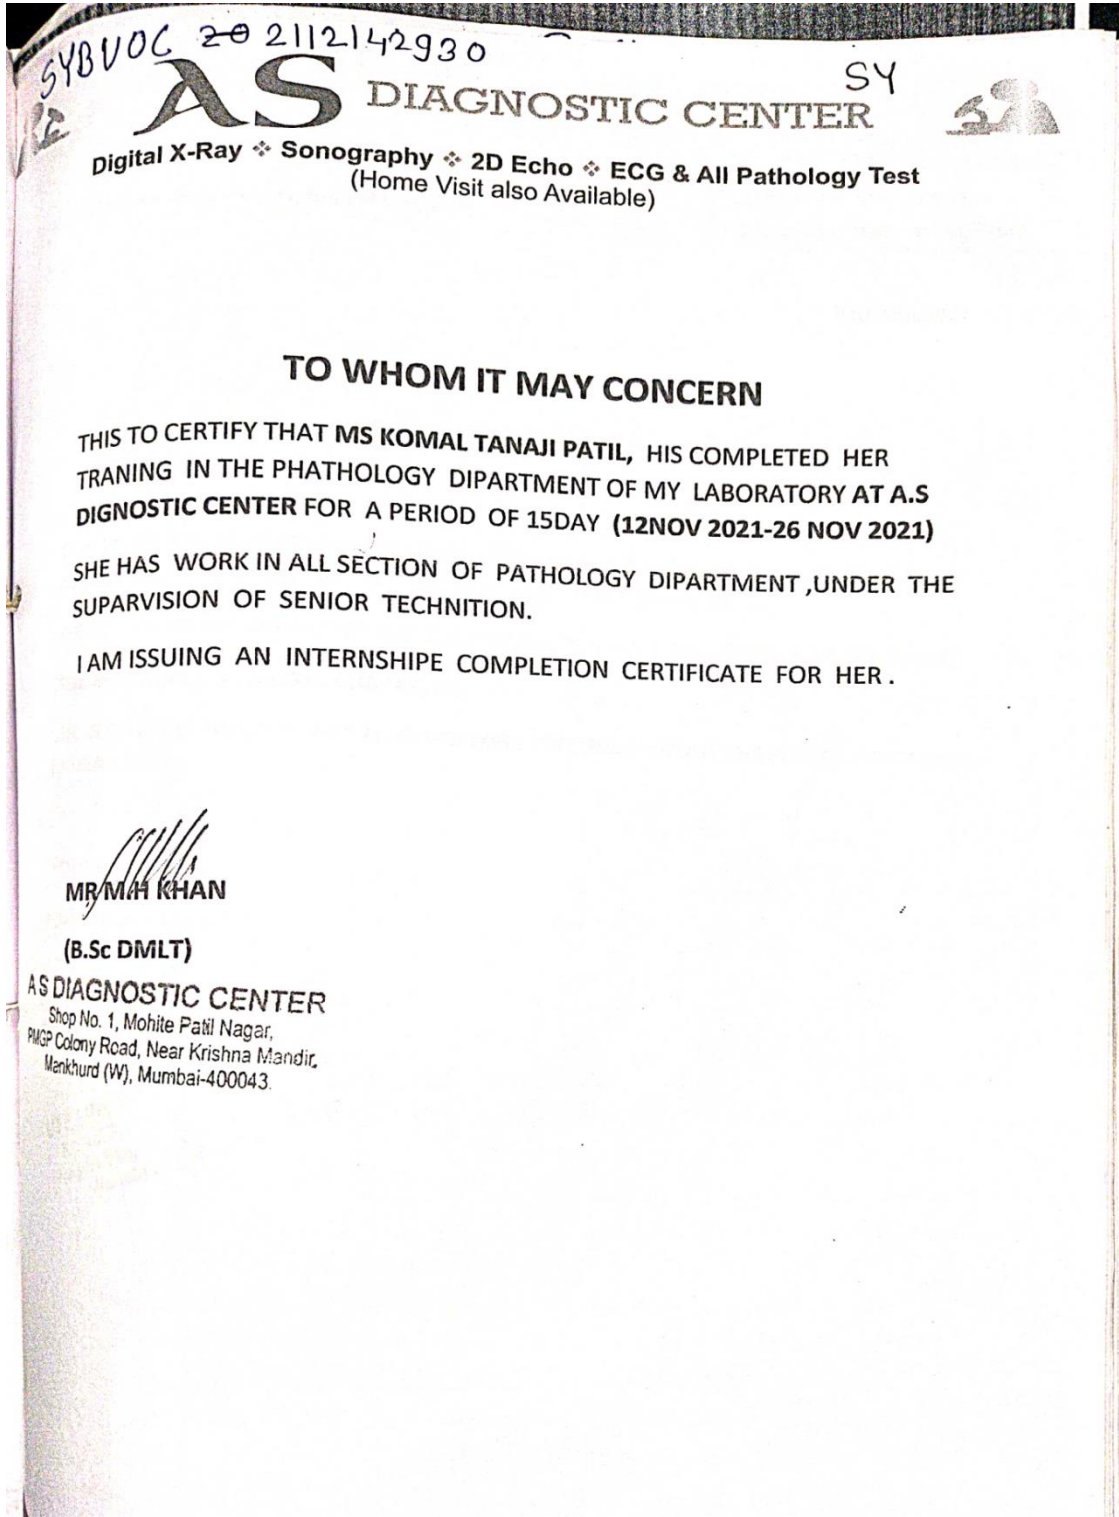 SYBVOC 20 2112142930
SY
AS DIAGNOSTIC CENTER
Digital X-Ray ❖ Sonography ❖ 2D Echo ❖ ECG & All Pathology Test
(Home Visit also Available)
TO WHOM IT MAY CONCERN
THIS TO CERTIFY THAT MS KOMAL TANAJI PATIL, HIS COMPLETED HER
TRANING IN THE PHATHOLOGY DIPARTMENT OF MY LABORATORY AT A.S
DIGNOSTIC CENTER FOR A PERIOD OF 15DAY (12NOV 2021-26 NOV 2021)
SHE HAS WORK IN ALL SECTION OF PATHOLOGY DIPARTMENT ,UNDER THE
SUPARVISION OF SENIOR TECHNITION.
I AM ISSUING AN INTERNSHIPE COMPLETION CERTIFICATE FOR HER .
MR M.H KHAN
(B.Sc DMLT)
A S DIAGNOSTIC CENTER
Shop No. 1, Mohite Patil Nagar,
PMGP Colony Road, Near Krishna Mandir,
Mankhurd (W), Mumbai-400043.